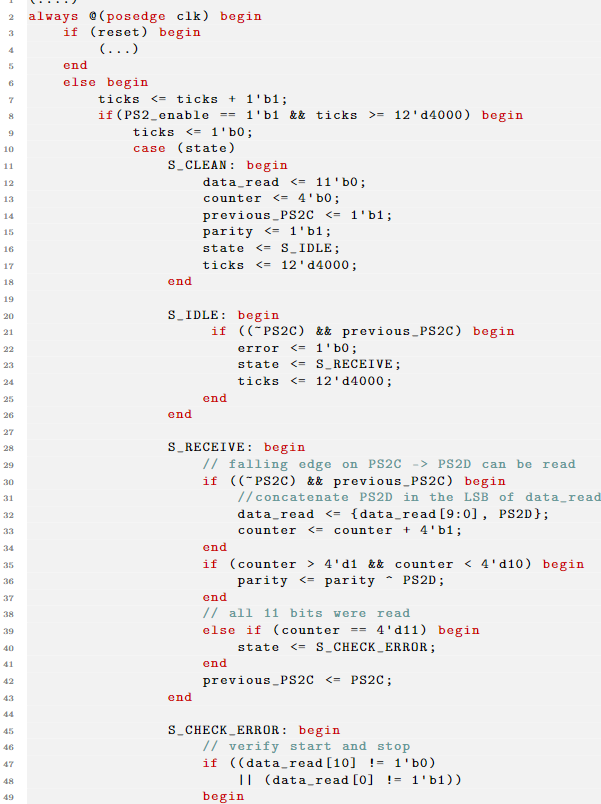 1 (....)
2 always @(posedge clk) begin
3 if (reset) begin
4 (...)
5 end
6 else begin
7 ticks <= ticks + 1'b1;
8 if(PS2_enable == 1'b1 && ticks >= 12'd4000) begin
9 ticks <= 1'b0;
10 case (state)
11 S_CLEAN: begin
12 data_read <= 11'b0;
13 counter <= 4'b0;
14 previous_PS2C <= 1'b1;
15 parity <= 1'b1;
16 state <= S_IDLE;
17 ticks <= 12'd4000;
18 end
19
20 S_IDLE: begin
21 if ((~PS2C) && previous_PS2C) begin
22 error <= 1'b0;
23 state <= S_RECEIVE;
24 ticks <= 12'd4000;
25 end
26 end
27
28 S_RECEIVE: begin
29 // falling edge on PS2C -> PS2D can be read
30 if ((~PS2C) && previous_PS2C) begin
31 //concatenate PS2D in the LSB of data_read
32 data_read <= {data_read[9:0], PS2D};
33 counter <= counter + 4'b1;
34 end
35 if (counter > 4'd1 && counter < 4'd10) begin
36 parity <= parity ^ PS2D;
37 end
38 // all 11 bits were read
39 else if (counter == 4'd11) begin
40 state <= S_CHECK_ERROR;
41 end
42 previous_PS2C <= PS2C;
43 end
44
45 S_CHECK_ERROR: begin
46 // verify start and stop
47 if ((data_read[10] != 1'b0)
48 || (data_read[0] != 1'b1))
49 begin